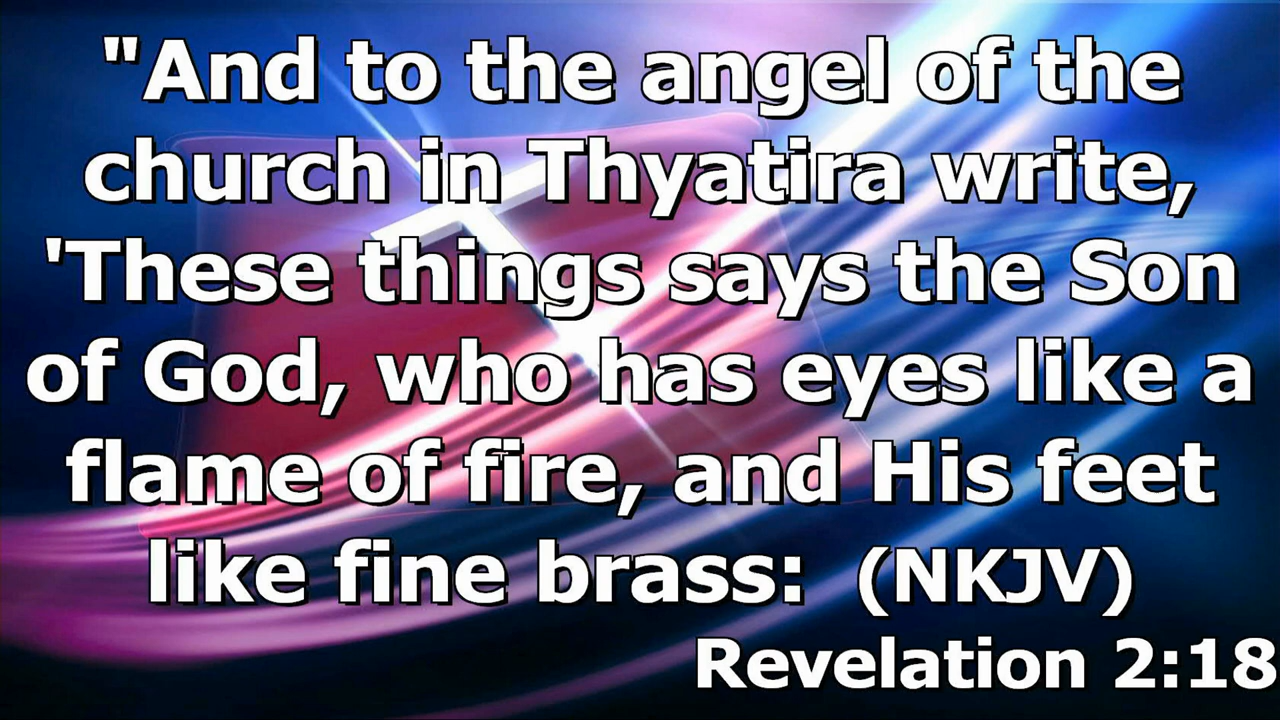 "And to the angel of the
church in Thyatira write,
'These things says the Son
of God, who has eyes like a
flame of fire, and His feet
like fine brass:  (NKJV)
Revelation 2:18